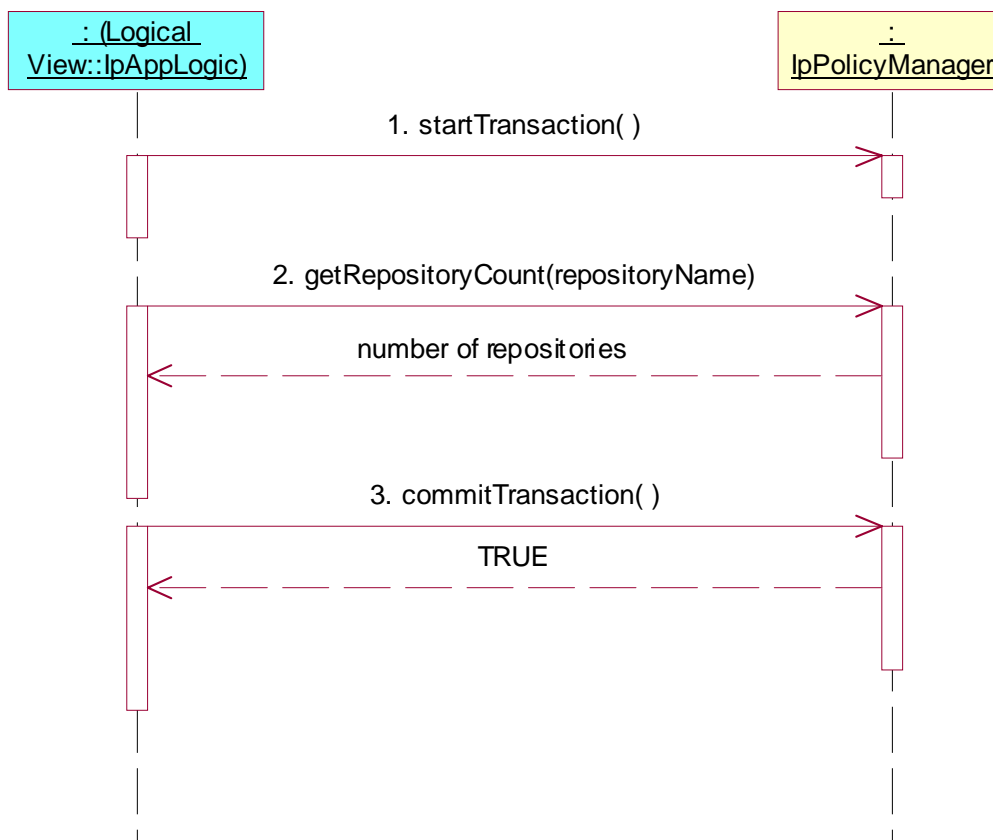 : (Logical
View::IpAppLogic)
:
IpPolicyManager
1. startTransaction( )
2. getRepositoryCount(repositoryName)
number of repositories
3. commitTransaction( )
TRUE